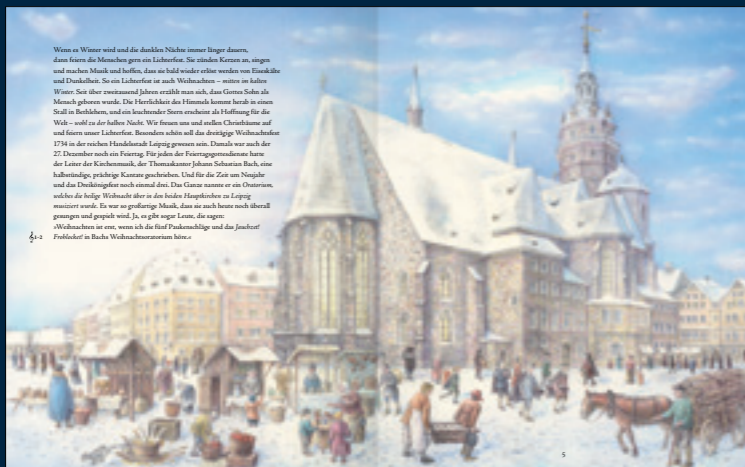 Wenn es Winter wird und die dunklen Nächte immer länger dauern,
dann feiern die Menschen gern ein Lichterfest. Sie zünden Kerzen an, singen
und machen Musik und hoffen, dass sie bald wieder erlöst werden von Eiseskälte
und Dunkelheit. So ein Lichterfest ist auch Weihnachten – mitten im kalten
Winter. Seit über zweitausend Jahren erzählt man sich, dass Gottes Sohn als
Mensch geboren wurde. Die Herrlichkeit des Himmels kommt herab in einen
Stall in Bethlehem, und ein leuchtender Stern erscheint als Hoffnung für die
Welt – wohl zu der halben Nacht. Wir freuen uns und stellen Christbäume auf
und feiern unser Lichterfest. Besonders schön soll das dreitägige Weihnachtsfest
1734 in der reichen Handelsstadt Leipzig gewesen sein. Damals war auch der
27. Dezember noch ein Feiertag. Für jeden der Feiertagsgottesdienste hatte
der Leiter der Kirchenmusik, der Thomaskantor Johann Sebastian Bach, eine
halbstündige, prächtige Kantate geschrieben. Und für die Zeit um Neujahr
und das Dreikönigsfest noch einmal drei. Das Ganze nannte er ein Oratorium,
welches die heilige Weihnacht über in den beiden Hauptkirchen zu Leipzig
musiziert wurde. Es war so großartige Musik, dass sie auch heute noch überall
gesungen und gespielt wird. Ja, es gibt sogar Leute, die sagen:
»Weihnachten ist erst, wenn ich die fünf Paukenschläge und das Jauchzet!
1–2 Frohlocket! in Bachs Weihnachtsoratorium höre.«
5